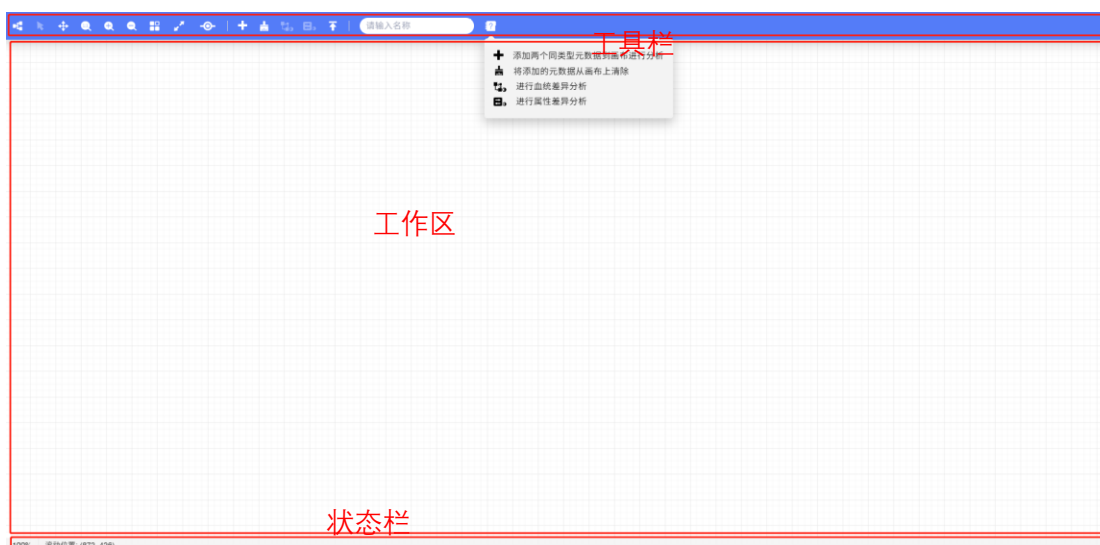 请输入名称
工具栏
添加两个同类型元数据到画布进行分析
将添加的元数据从画布上清除
进行血统差异分析
进行属性差异分析
工作区
状态栏
100%